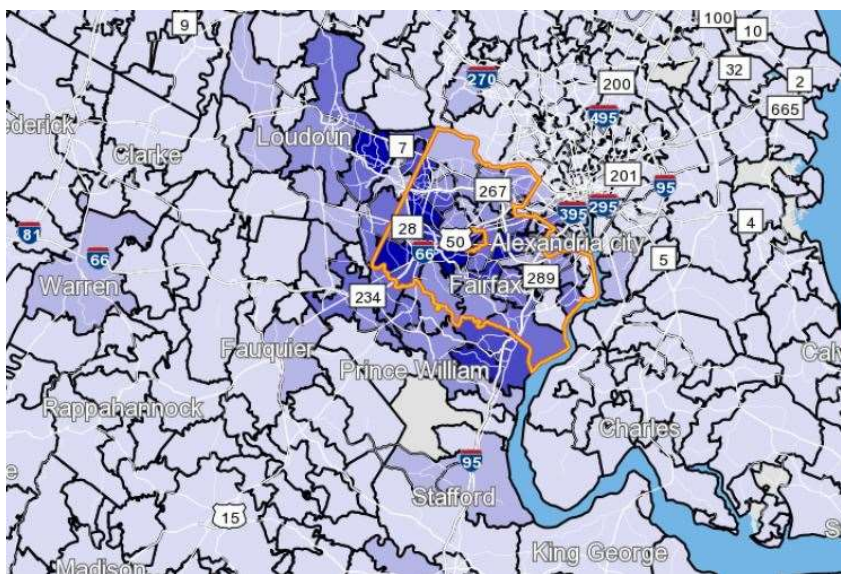 100
10
9
32
2
270
200
665
495
ederick
Loudoun
7
Clarke
201
267
95
395
295
81
28
50
Alexandria city
4
66
66
5
Warren
Fairfax
289
234
Fauquier
Prince William
Calv
Rappahannock
Charles
e
95
Stafford
15
S
King George
Madison